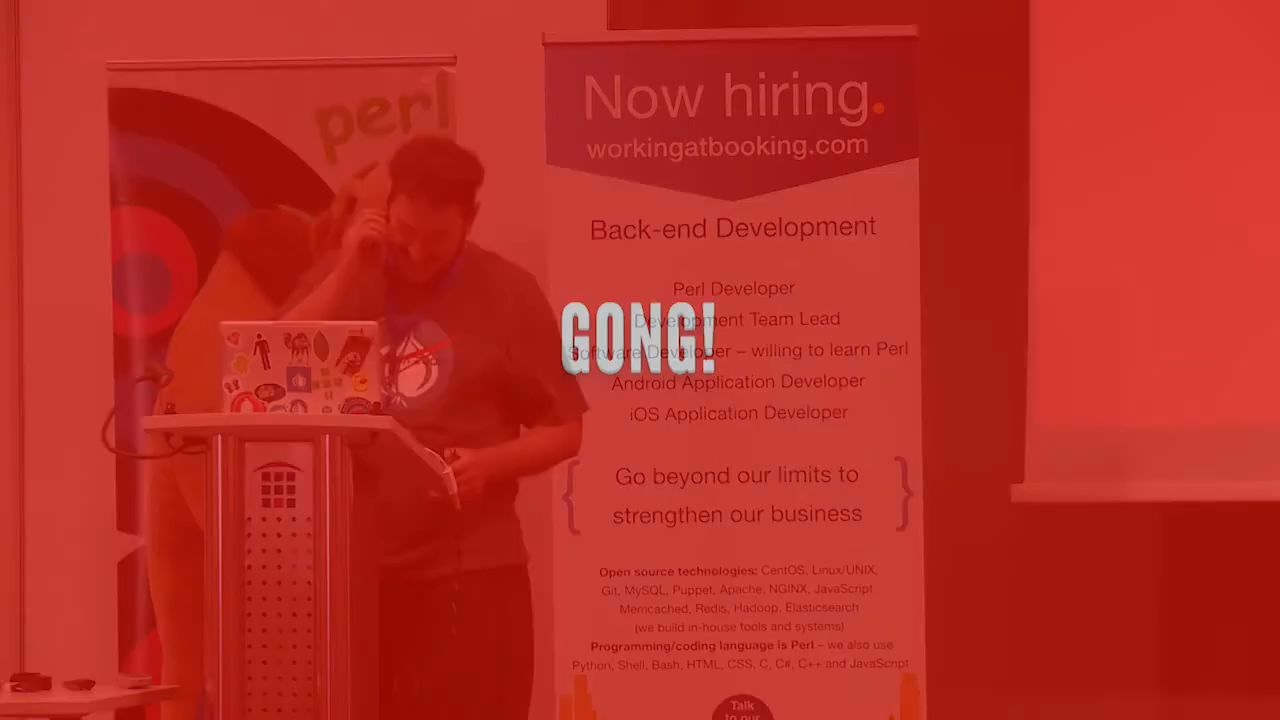 perl
Now hiring.
workingatbooking.com
Back-end Development
Perl Developer
Development Team Lead
Software Developer – willing to learn Perl
GONG!
Android Application Developer
iOS Application Developer
{ Go beyond our limits to }
strengthen our business
Open source technologies: CentOS, Linux/UNIX,
Git, MySQL, Puppet, Apache, NGINX, JavaScript
Memcached, Redis, Hadoop, Elasticsearch
(we build in-house tools and systems)
Programming/coding language is Perl – we also use
Python, Shell, Bash, HTML, CSS, C, C#, C++ and JavaScript
Talk
to our